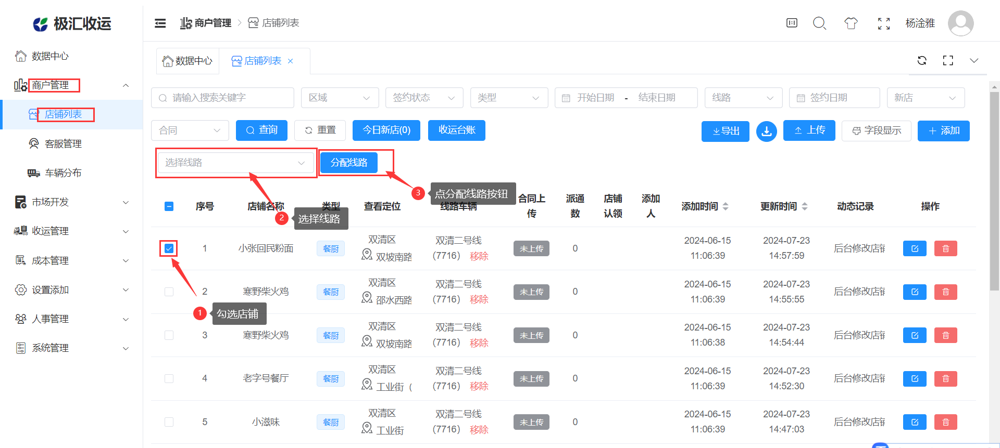 极汇收运
商户管理 > 店铺列表
杨淦雅
数据中心
商户管理
店铺列表
客服管理
车辆分布
市场开发
收运管理
成本管理
设置添加
人事管理
系统管理
数据中心 店铺列表 ×
请输入搜索关键字 区域 签约状态 类型 开始日期 - 结束日期 线路 签约日期 新店
合同 查询 重置 今日新店(0) 收运台账 导出 上传 字段显示 + 添加
选择线路 分配线路
3 点分配线路按钮
2 选择线路
1 勾选店铺
序号 店铺名称 类型 查看定位 线路车辆 合同上传 派通数 店铺认领 添加人 添加时间 更新时间 动态记录 操作
1 小张回民粉面 餐厨 双清区 双坡南路 双清二号线 (7716) 移除 未上传 0 2024-06-15 11:06:39 2024-07-23 14:57:59 后台修改店铺
2 寒野柴火鸡 餐厨 双清区 邵水西路 双清二号线 (7716) 移除 未上传 0 2024-06-15 11:06:39 2024-07-23 14:55:55 后台修改店铺
3 寒野柴火鸡 餐厨 双清区 双坡南路 双清二号线 (7716) 移除 未上传 0 2024-06-15 11:06:38 2024-07-23 14:54:44 后台修改店铺
4 老字号餐厅 餐厨 双清区 工业街（ 双清二号线 (7716) 移除 未上传 0 2024-06-15 11:06:39 2024-07-23 14:52:30 后台修改店铺
5 小滋味 餐厨 双清区 工业街 双清二号线 (7716) 移除 未上传 0 2024-06-15 11:06:39 2024-07-23 14:47:03 后台修改店铺